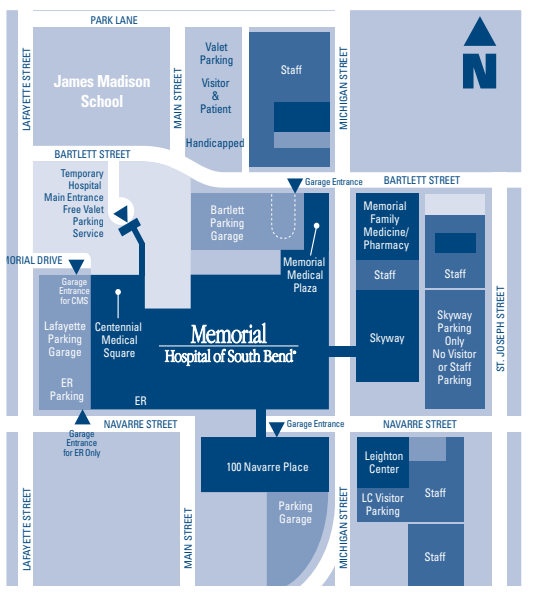 PARK LANE
LAFAYETTE STREET
James Madison
School
MAIN STREET
Valet
Parking
Visitor
&
Patient
Handicapped
Staff
MICHIGAN STREET
N
BARTLETT STREET
Garage Entrance
BARTLETT STREET
Temporary
Hospital
Main Entrance
Free Valet
Parking
Service
Bartlett
Parking
Garage
Memorial
Medical
Plaza
Memorial
Family
Medicine/
Pharmacy
Staff
Staff
Skyway
Skyway
Parking
Only
No Visitor
or Staff
Parking
ST. JOSEPH STREET
MORIAL DRIVE
Garage
Entrance
for CMS
Lafayette
Parking
Garage
ER
Parking
Centennial
Medical
Square
Memorial
Hospital of South Bend®
ER
NAVARRE STREET
Garage
Entrance
for ER Only
Garage Entrance
NAVARRE STREET
100 Navarre Place
Parking
Garage
Leighton
Center
LC Visitor
Parking
Staff
Staff
LAFAYETTE STREET
MAIN STREET
MICHIGAN STREET